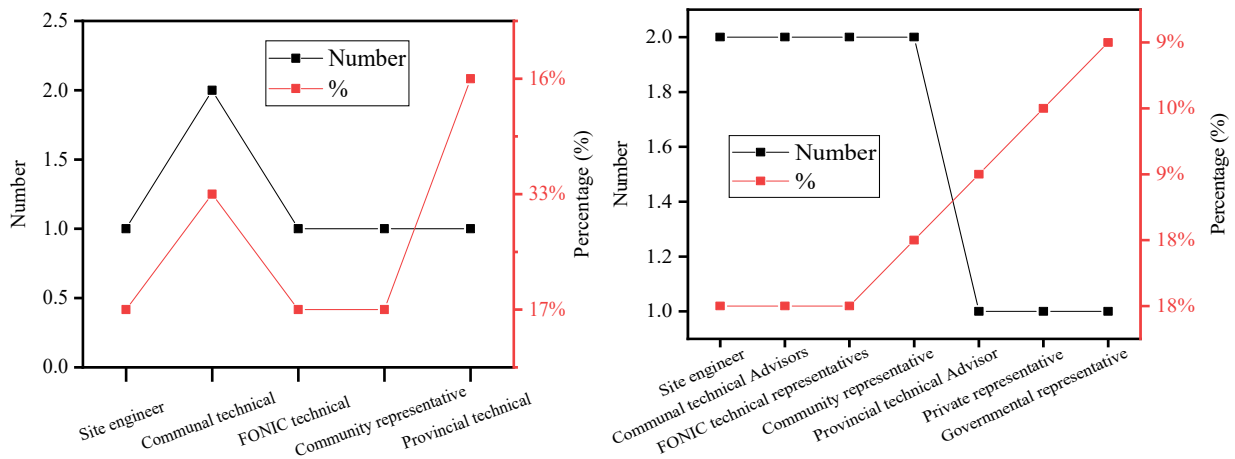 2.5
2.0
1.5
1.0
0.5
0.0
Number
Number
%
16%
33%
17%
Percentage (%)
Site engineer
Communal technical
FONIC technical
Community representative
Provincial technical
2.0
1.8
1.6
1.4
1.2
1.0
Number
Number
%
9%
10%
9%
18%
18%
Percentage (%)
Site engineer
Communal technical Advisors
FONIC technical representatives
Community representative
Provincial technical Advisor
Private representative
Governmental representative